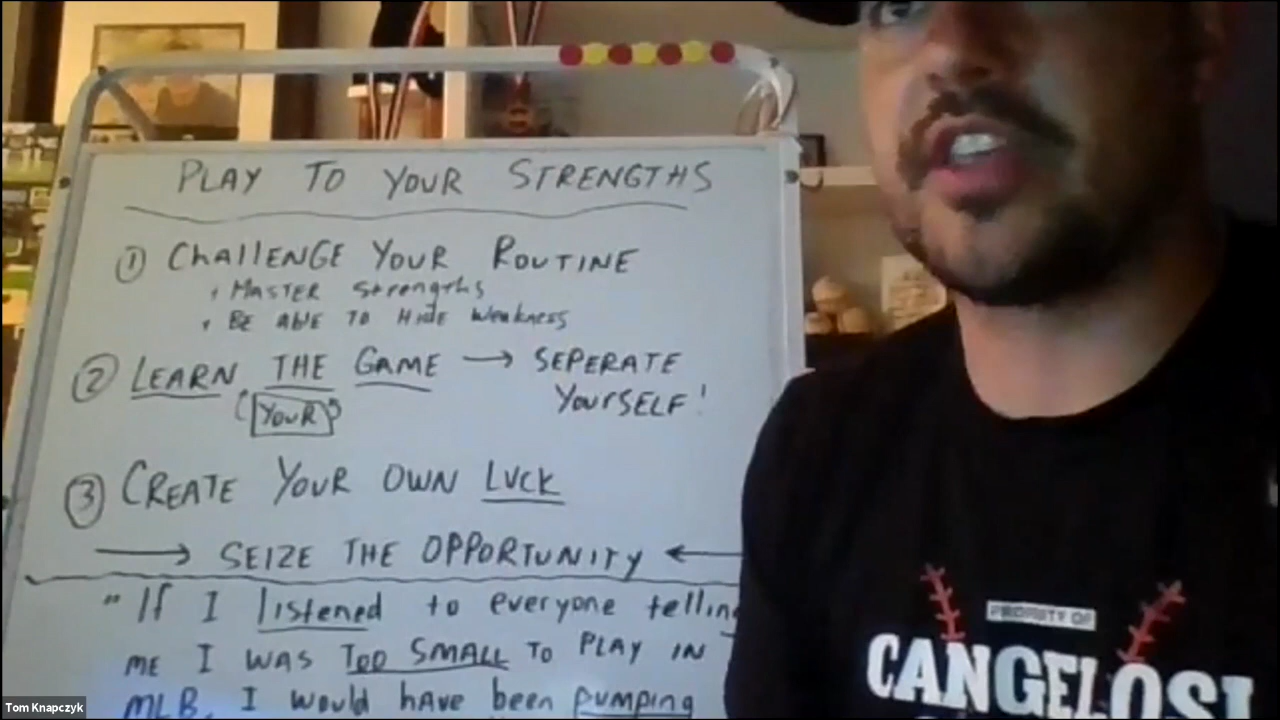 PLAY TO YOUR STRENGTHS
① CHALLENGE YOUR ROUTINE
• MASTER Strengths
• BE ABLE TO HIDE Weakness
② LEARN THE GAME → SEPERATE
("YOUR") YOURSELF!
③ CREATE YOUR OWN LUCK
→ SEIZE THE OPPORTUNITY ←
"If I listened to everyone telling
ME I WAS TOO SMALL TO PLAY IN
MLB, I would have been pumping
PROPERTY OF
CANGELOSI
Tom Knapczyk